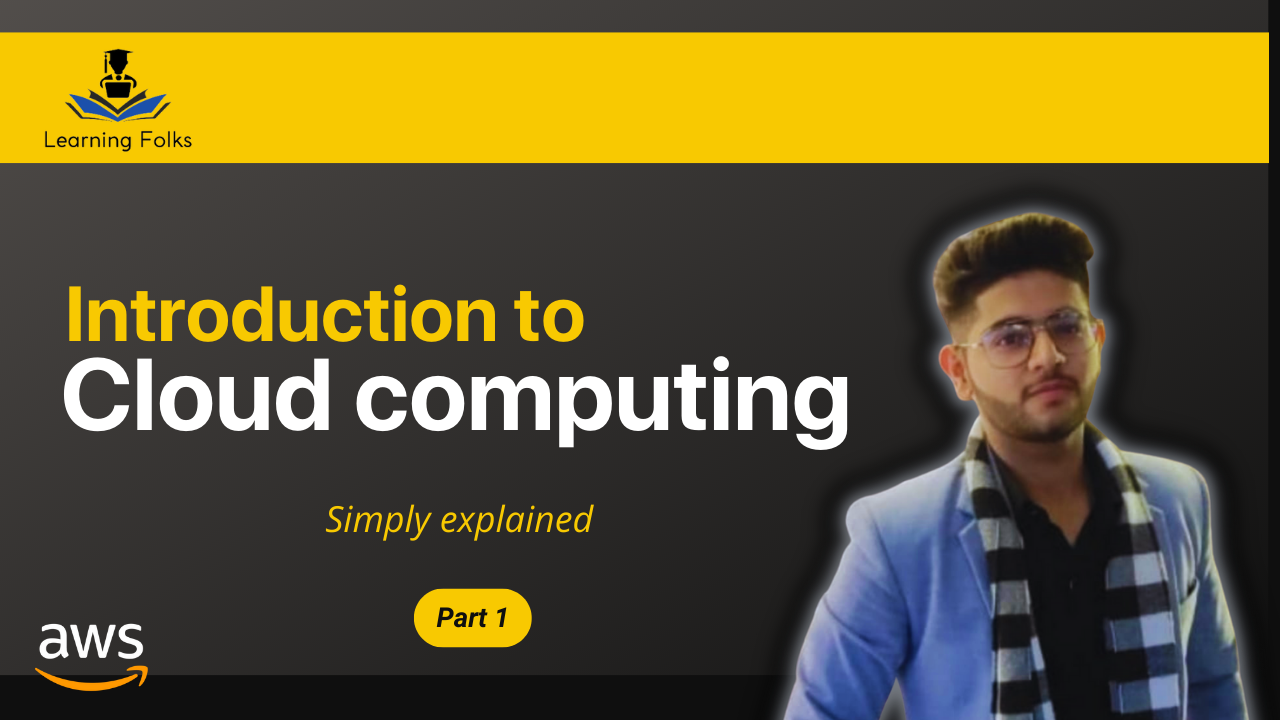 Learning Folks
Introduction to
Cloud computing
Simply explained
Part 1
aws